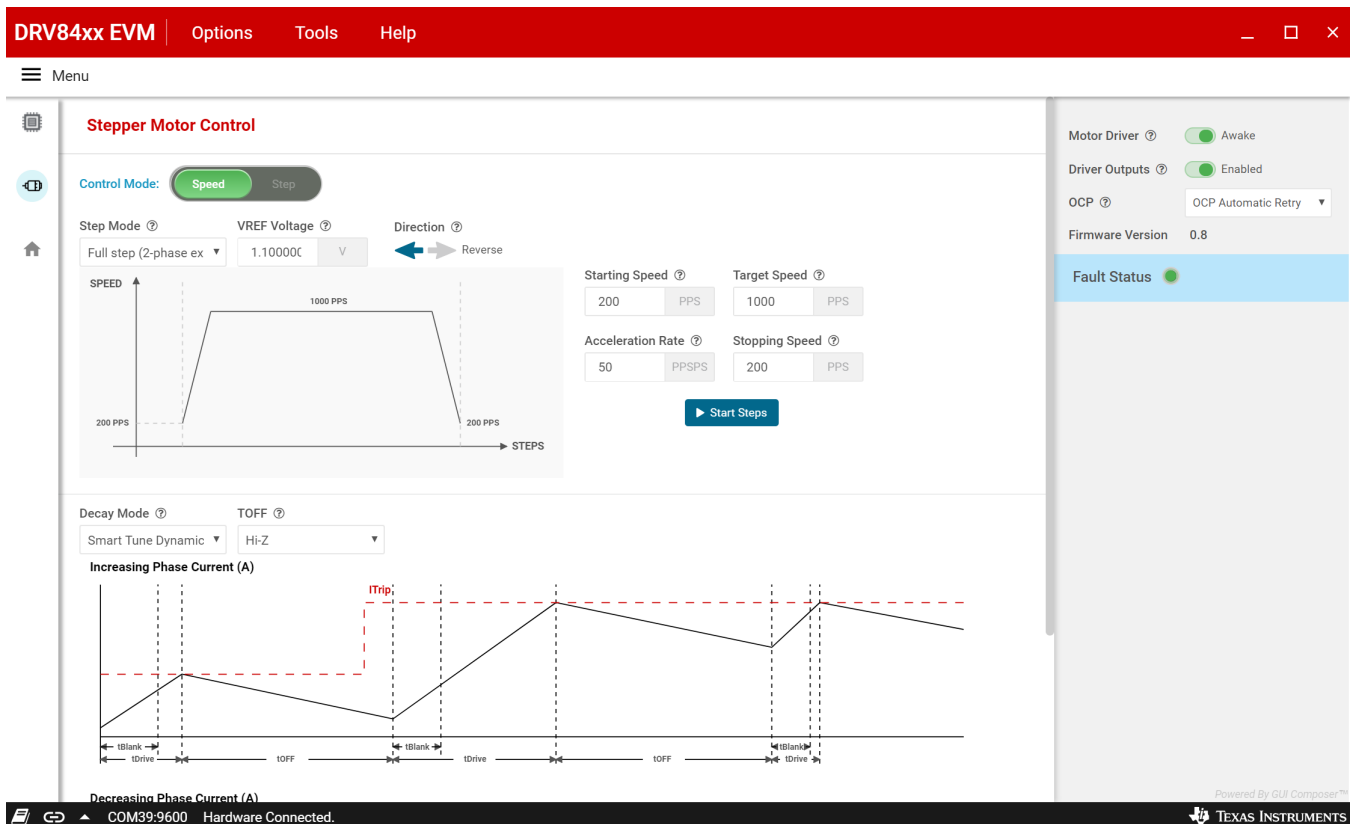 DRV84xx EVM Options Tools Help
Menu
Stepper Motor Control
Control Mode: Speed Step
Step Mode VREF Voltage Direction
Full step (2-phase ex 1.100000 V Reverse
SPEED
1000 PPS
200 PPS
200 PPS
STEPS
Starting Speed Target Speed
200 PPS 1000 PPS
Acceleration Rate Stopping Speed
50 PPSPS 200 PPS
Start Steps
Decay Mode TOFF
Smart Tune Dynamic Hi-Z
Increasing Phase Current (A)
ITrip
tBlank tBlank tBlank
tDrive tOFF tDrive tOFF tDrive
Decreasing Phase Current (A)
Motor Driver Awake
Driver Outputs Enabled
OCP OCP Automatic Retry
Firmware Version 0.8
Fault Status
Powered By GUI Composer™
COM39:9600 Hardware Connected.
TEXAS INSTRUMENTS